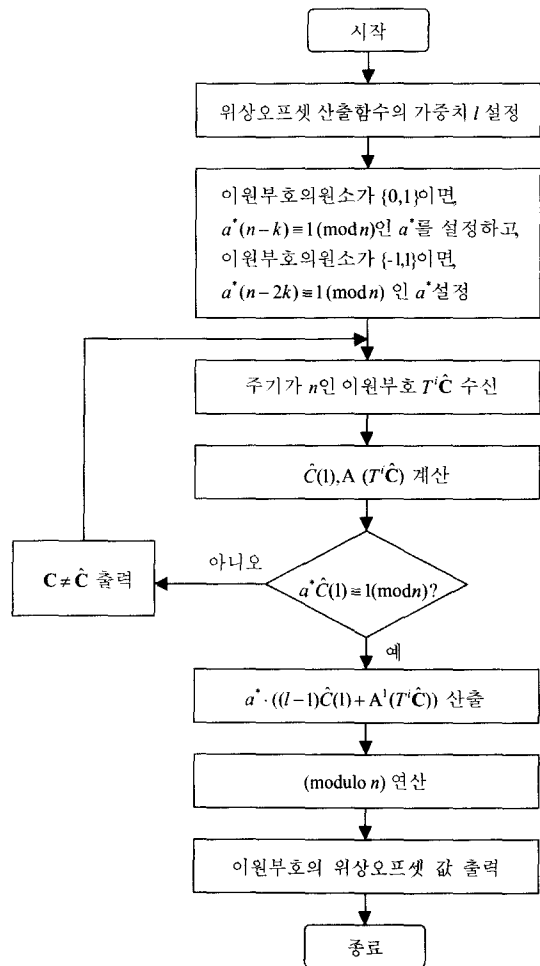 시작
위상오프셋 산출함수의 가중치 l 설정
이원부호의원소가 {0,1}이면,
a*(n-k)≡1(mod n)인 a*를 설정하고,
이원부호의원소가 {-1,1}이면,
a*(n-2k)≡1(mod n) 인 a*설정
주기가 n인 이원부호 TⁱĈ 수신
Ĉ(1),A (TⁱĈ) 계산
아니오
C≠Ĉ 출력
a*Ĉ(1)≡1(mod n)?
예
a*·((l-1)Ĉ(1)+A¹(TⁱĈ)) 산출
(modulo n) 연산
이원부호의 위상오프셋 값 출력
종료